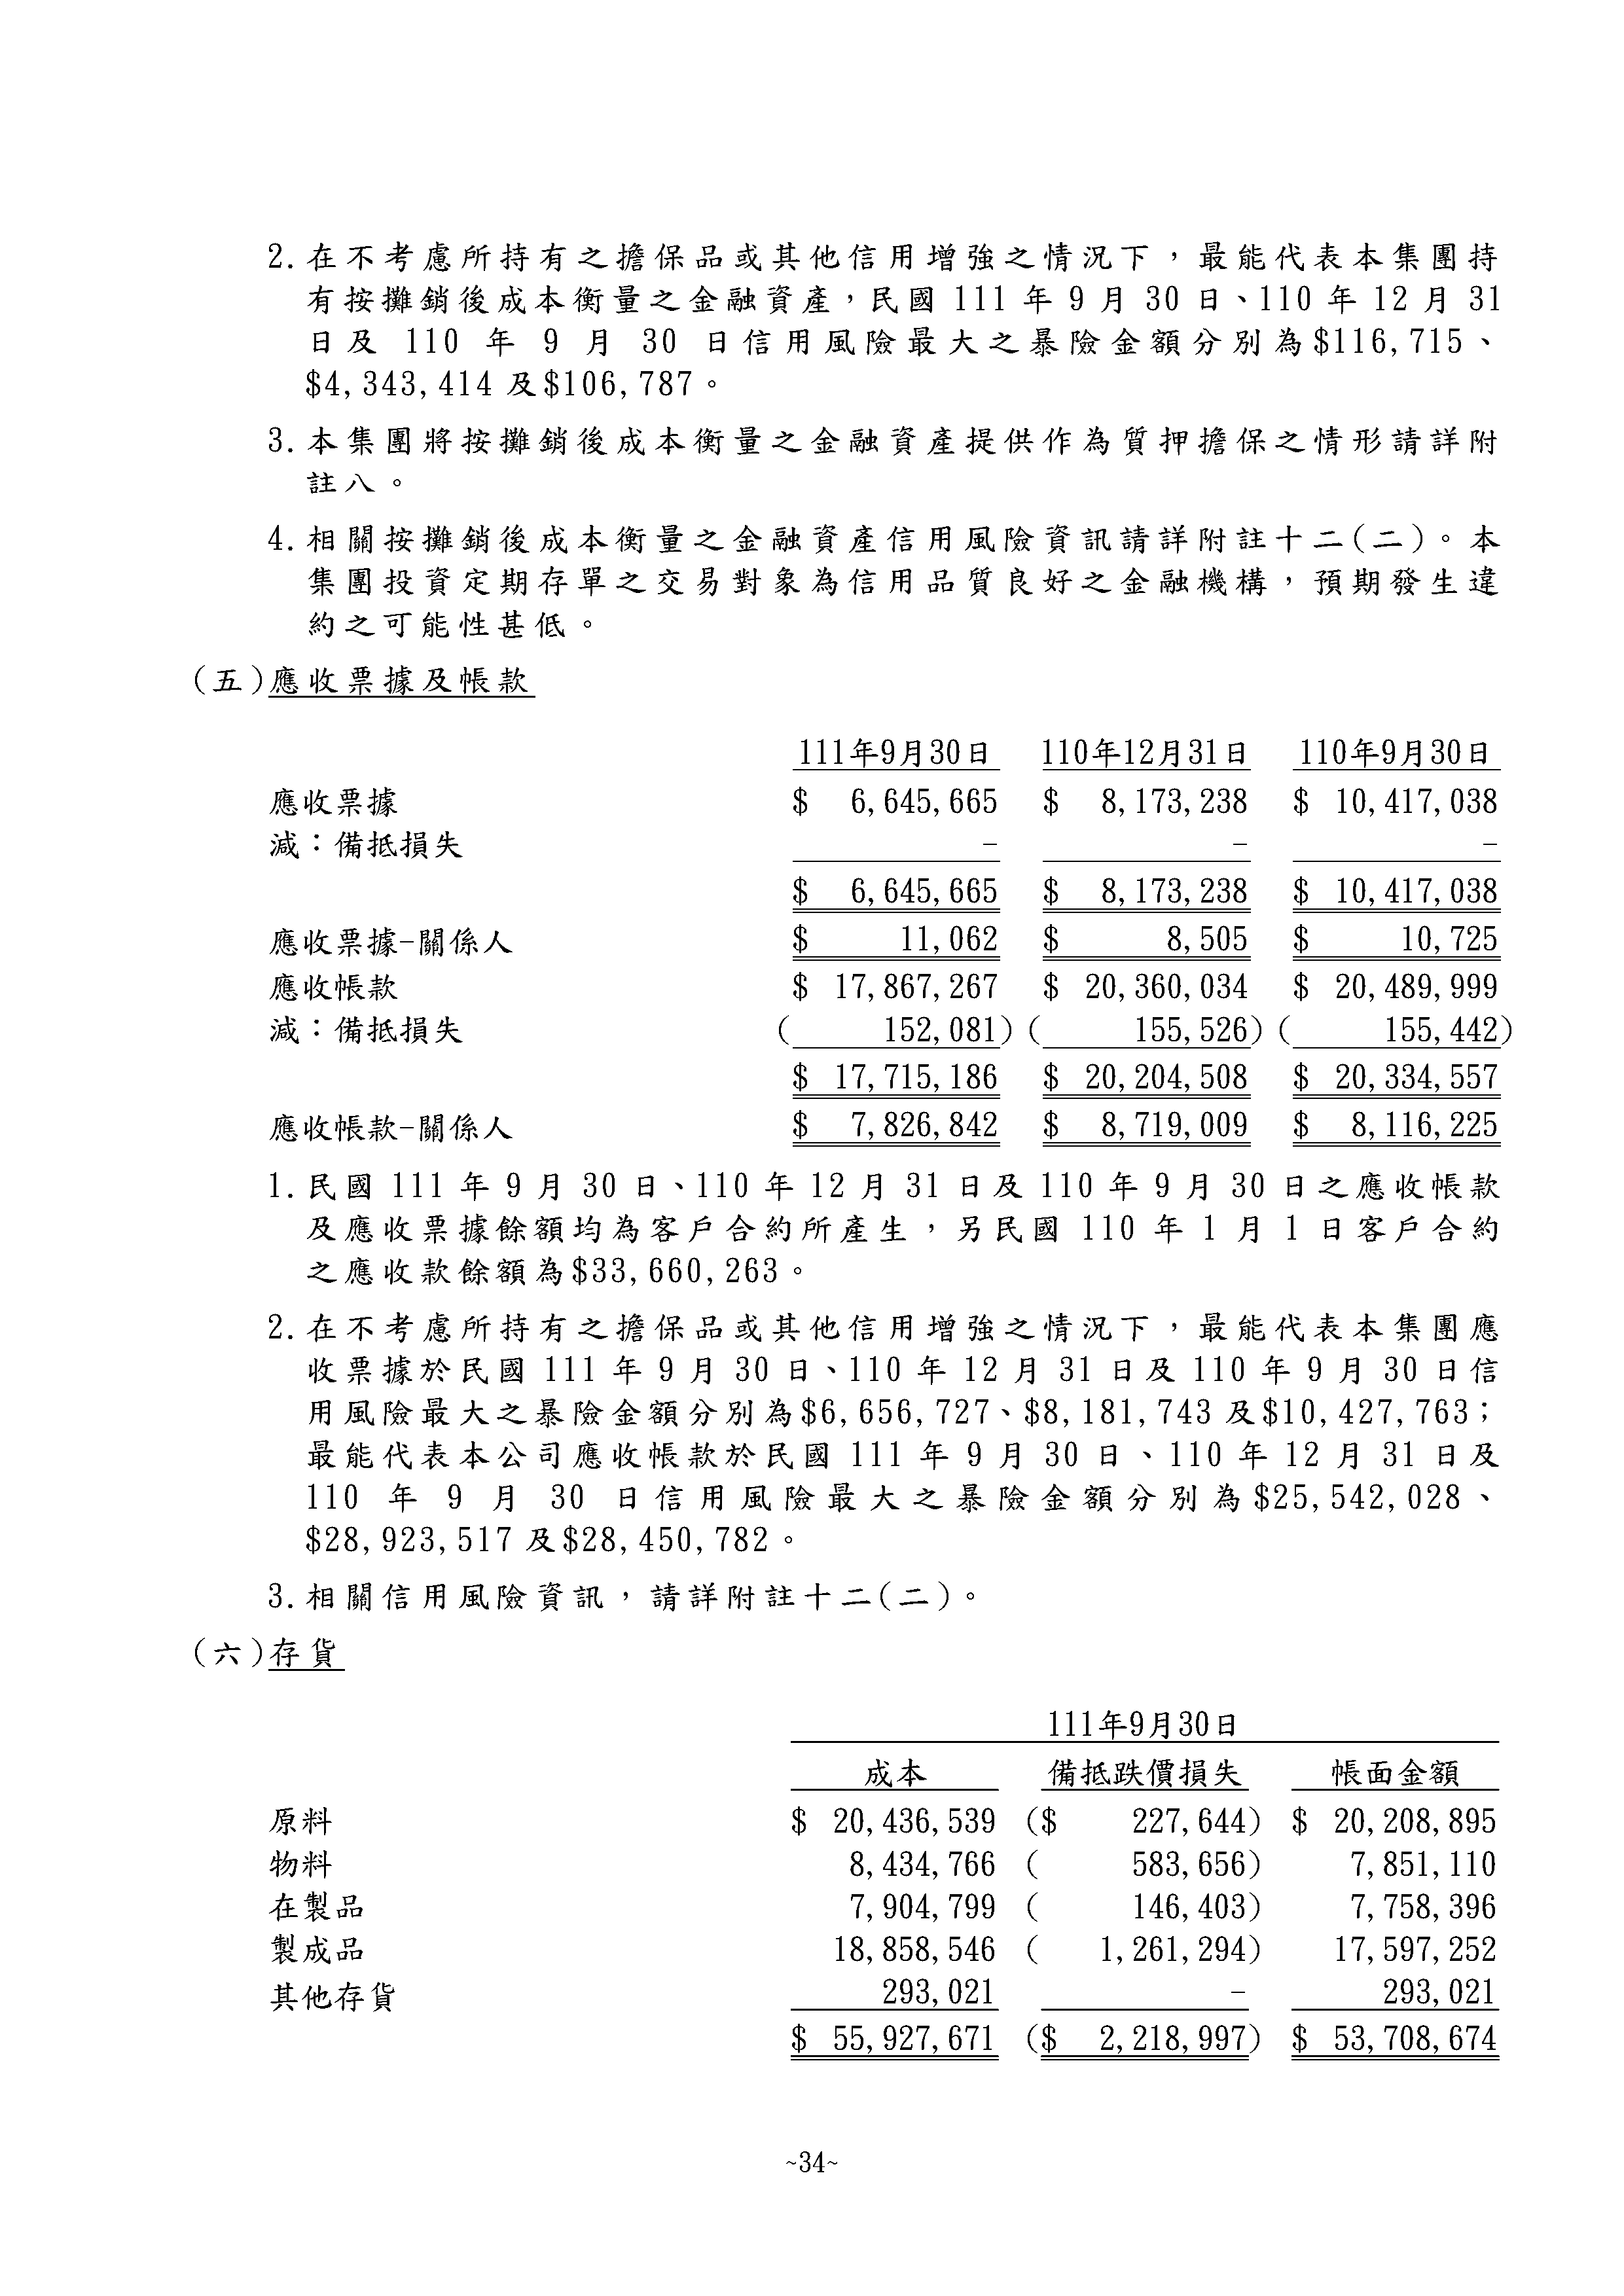 2. 在不考慮所持有之擔保品或其他信用增強之情況下，最能代表本集團持
有按攤銷後成本衡量之金融資產，民國 111 年 9 月 30 日、110 年 12 月 31
日及 110 年 9 月 30 日信用風險最大之暴險金額分別為$116,715、
$4,343,414 及$106,787。
3. 本集團將按攤銷後成本衡量之金融資產提供作為質押擔保之情形請詳附
註八。
4. 相關按攤銷後成本衡量之金融資產信用風險資訊請詳附註十二(二)。本
集團投資定期存單之交易對象為信用品質良好之金融機構，預期發生違
約之可能性甚低。
(五)應收票據及帳款
111年9月30日 110年12月31日 110年9月30日
應收票據 $ 6,645,665 $ 8,173,238 $ 10,417,038
減：備抵損失 - - -
$ 6,645,665 $ 8,173,238 $ 10,417,038
應收票據-關係人 $ 11,062 $ 8,505 $ 10,725
應收帳款 $ 17,867,267 $ 20,360,034 $ 20,489,999
減：備抵損失 ( 152,081) ( 155,526) ( 155,442)
$ 17,715,186 $ 20,204,508 $ 20,334,557
應收帳款-關係人 $ 7,826,842 $ 8,719,009 $ 8,116,225
1. 民國 111 年 9 月 30 日、110 年 12 月 31 日及 110 年 9 月 30 日之應收帳款
及應收票據餘額均為客戶合約所產生，另民國 110 年 1 月 1 日客戶合約
之應收款餘額為$33,660,263。
2. 在不考慮所持有之擔保品或其他信用增強之情況下，最能代表本集團應
收票據於民國 111 年 9 月 30 日、110 年 12 月 31 日及 110 年 9 月 30 日信
用風險最大之暴險金額分別為$6,656,727、$8,181,743 及$10,427,763；
最能代表本公司應收帳款於民國 111 年 9 月 30 日、110 年 12 月 31 日及
110 年 9 月 30 日信用風險最大之暴險金額分別為$25,542,028、
$28,923,517 及$28,450,782。
3. 相關信用風險資訊，請詳附註十二(二)。
(六)存貨
111年9月30日
成本 備抵跌價損失 帳面金額
原料 $ 20,436,539 ($ 227,644) $ 20,208,895
物料 8,434,766 ( 583,656) 7,851,110
在製品 7,904,799 ( 146,403) 7,758,396
製成品 18,858,546 ( 1,261,294) 17,597,252
其他存貨 293,021 - 293,021
$ 55,927,671 ($ 2,218,997) $ 53,708,674
~34~